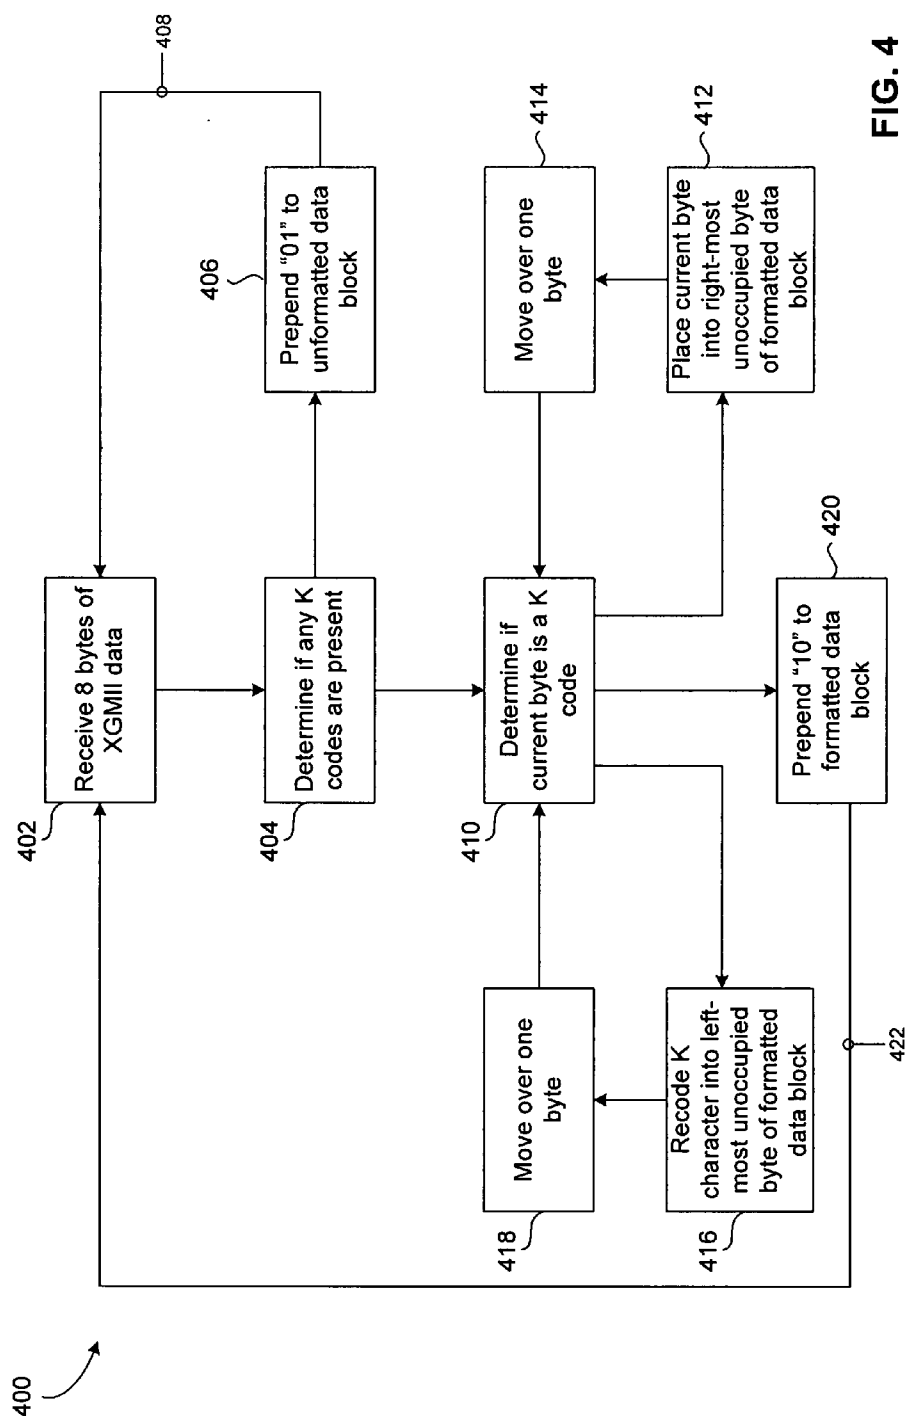 400
402
Receive 8 bytes of
XGMII data
408
404
Determine if any K
codes are present
406
Prepend “01” to
unformatted data
block
410
Determine if
current byte is a K
code
418
Move over one
byte
414
Move over one
byte
416
Recode K
character into left-
most unoccupied
byte of formatted
data block
412
Place current byte
into right-most
unoccupied byte
of formatted data
block
420
Prepend “10” to
formatted data
block
422
FIG. 4